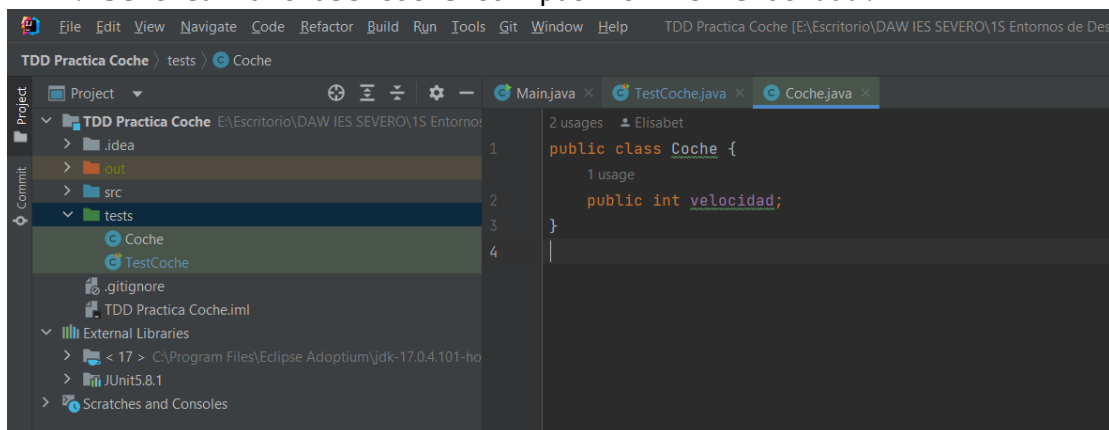 File Edit View Navigate Code Refactor Build Run Tools Git Window Help TDD Practica Coche [E:\Escritorio\DAW IES SEVERO\1S Entornos de Des
TDD Practica Coche tests Coche
Project
Main.java TestCoche.java Coche.java
Project
Commit
TDD Practica Coche E:\Escritorio\DAW IES SEVERO\1S Entornos
.idea
out
src
tests
Coche
TestCoche
.gitignore
TDD Practica Coche.iml
External Libraries
< 17 > C:\Program Files\Eclipse Adoptium\jdk-17.0.4.101-ho
JUnit5.8.1
Scratches and Consoles
2 usages Elisabet
1 public class Coche {
1 usage
2 public int velocidad;
3 }
4